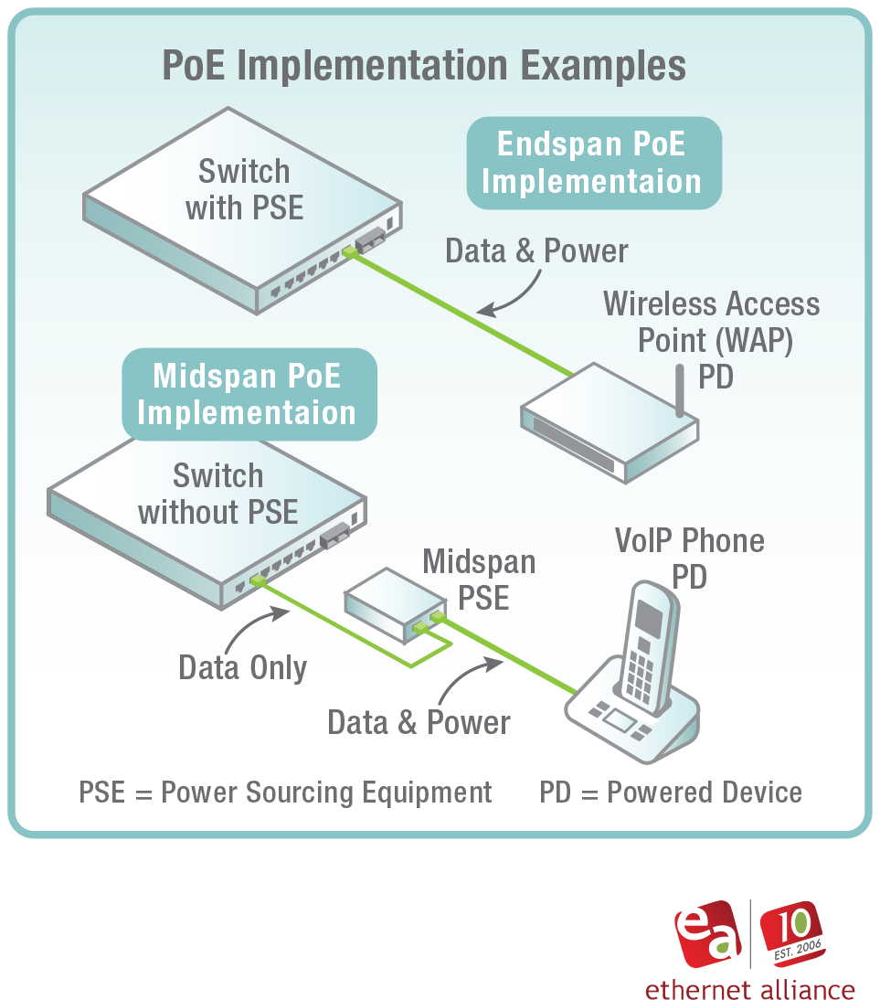 PoE Implementation Examples
Switch
with PSE
Endspan PoE
Implementaion
Data & Power
Wireless Access
Point (WAP)
PD
Midspan PoE
Implementaion
Switch
without PSE
Midspan
PSE
VoIP Phone
PD
Data Only
Data & Power
PSE = Power Sourcing Equipment
PD = Powered Device
ea
10
EST. 2006
ethernet alliance